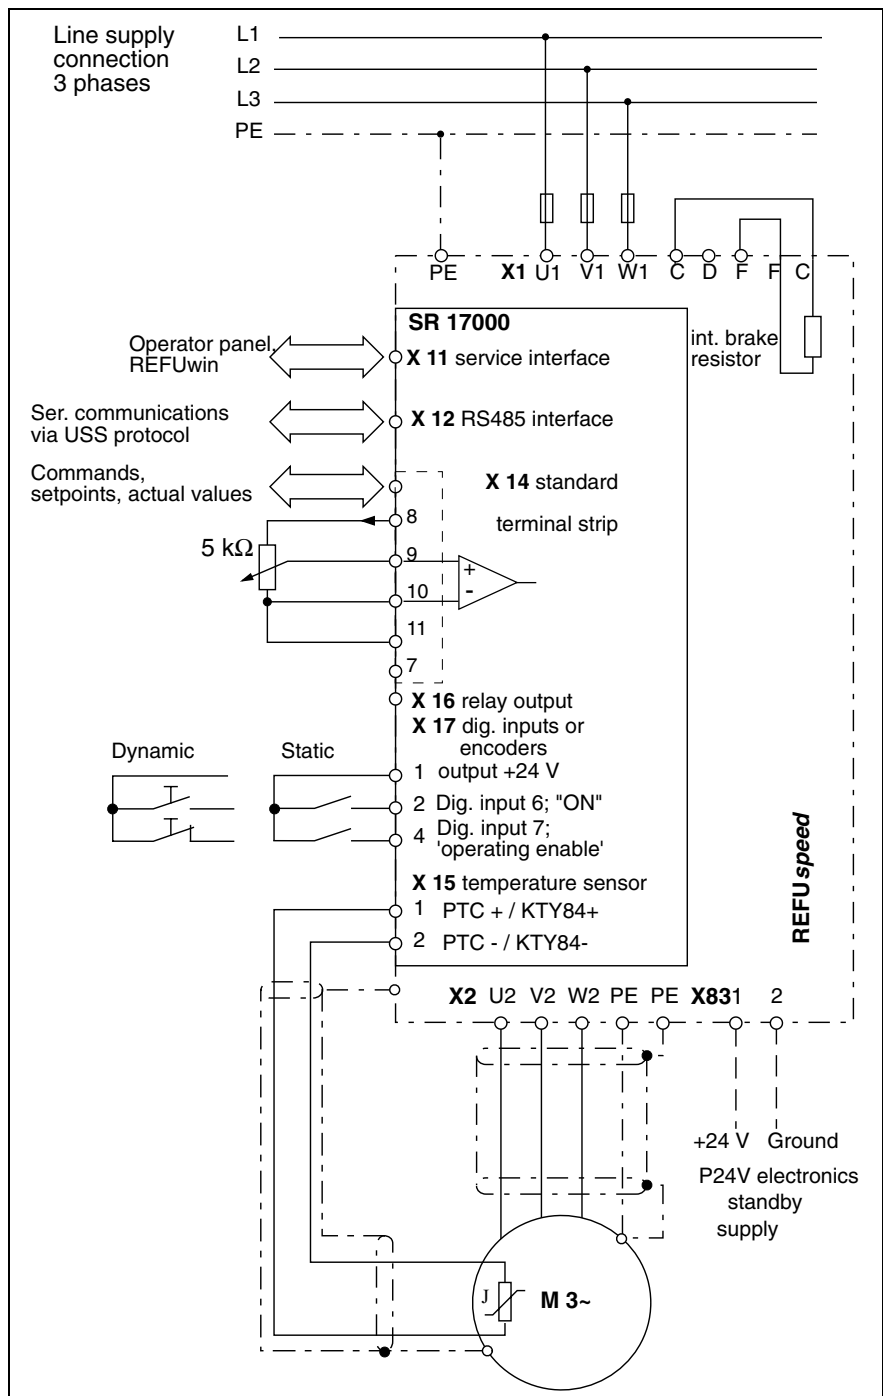 Line supply
connection
3 phases
L1
L2
L3
PE
PE X1 U1 V1 W1 C D F F C
SR 17000
int. brake
resistor
Operator panel,
REFUwin
X 11 service interface
Ser. communications
via USS protocol
X 12 RS485 interface
Commands,
setpoints, actual values
X 14 standard
terminal strip
8
5 kΩ
9
+
-
10
11
7
X 16 relay output
X 17 dig. inputs or
encoders
Dynamic
Static
1 output +24 V
2 Dig. input 6; "ON"
4 Dig. input 7;
'operating enable'
X 15 temperature sensor
1 PTC + / KTY84+
2 PTC - / KTY84-
REFUspeed
X2 U2 V2 W2 PE PE X831 2
+24 V Ground
P24V electronics
standby
supply
J
M 3~